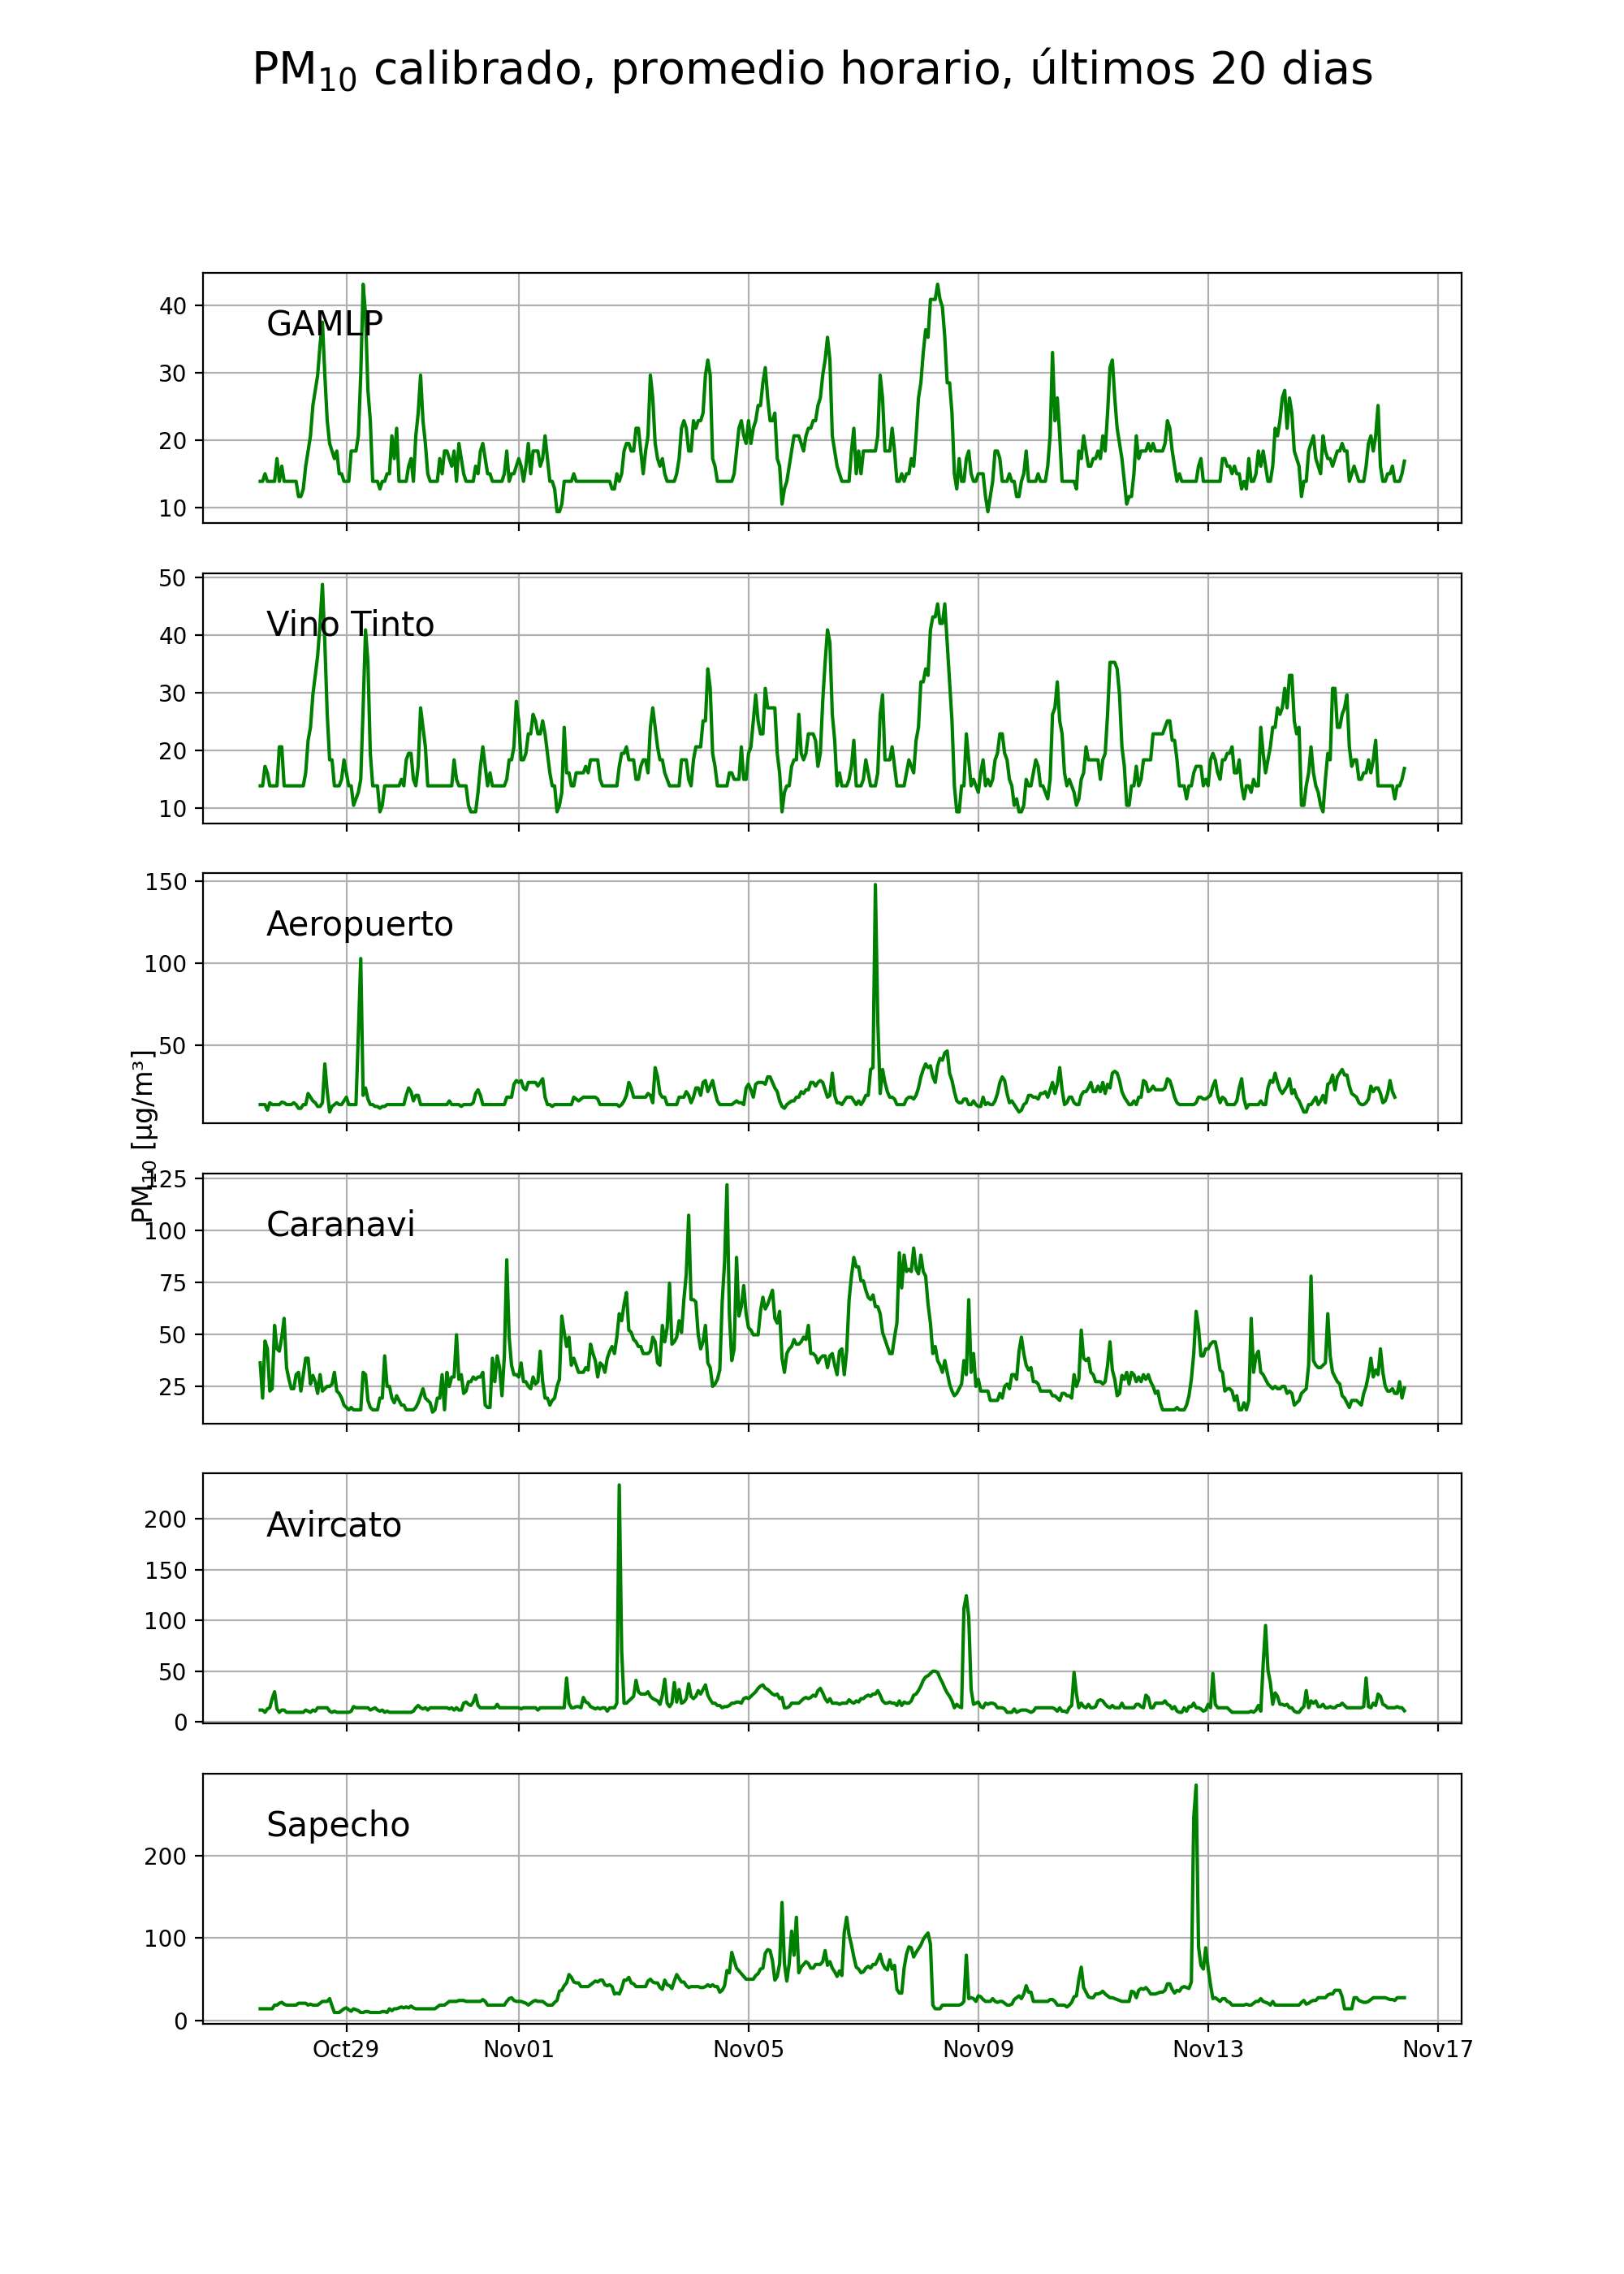 PM₁₀ calibrado, promedio horario, últimos 20 dias
GAMLP
40
30
20
10
Vino Tinto
50
40
30
20
10
Aeropuerto
150
100
50
PM₁₀ [µg/m³]
Caranavi
125
100
75
50
25
Avircato
200
150
100
50
0
Sapecho
200
100
0
Oct29 Nov01 Nov05 Nov09 Nov13 Nov17